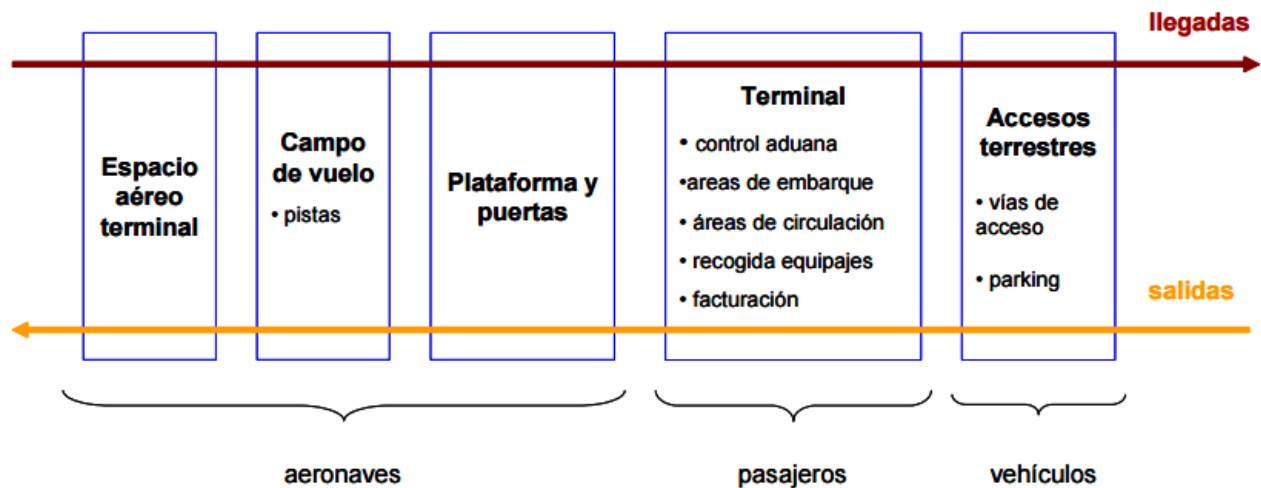 llegadas
Espacio
aéreo
terminal
Campo
de vuelo
• pistas
Plataforma y
puertas
Terminal
• control aduana
•areas de embarque
• áreas de circulación
• recogida equipajes
• facturación
Accesos
terrestres
• vías de
acceso
• parking
salidas
aeronaves
pasajeros
vehículos